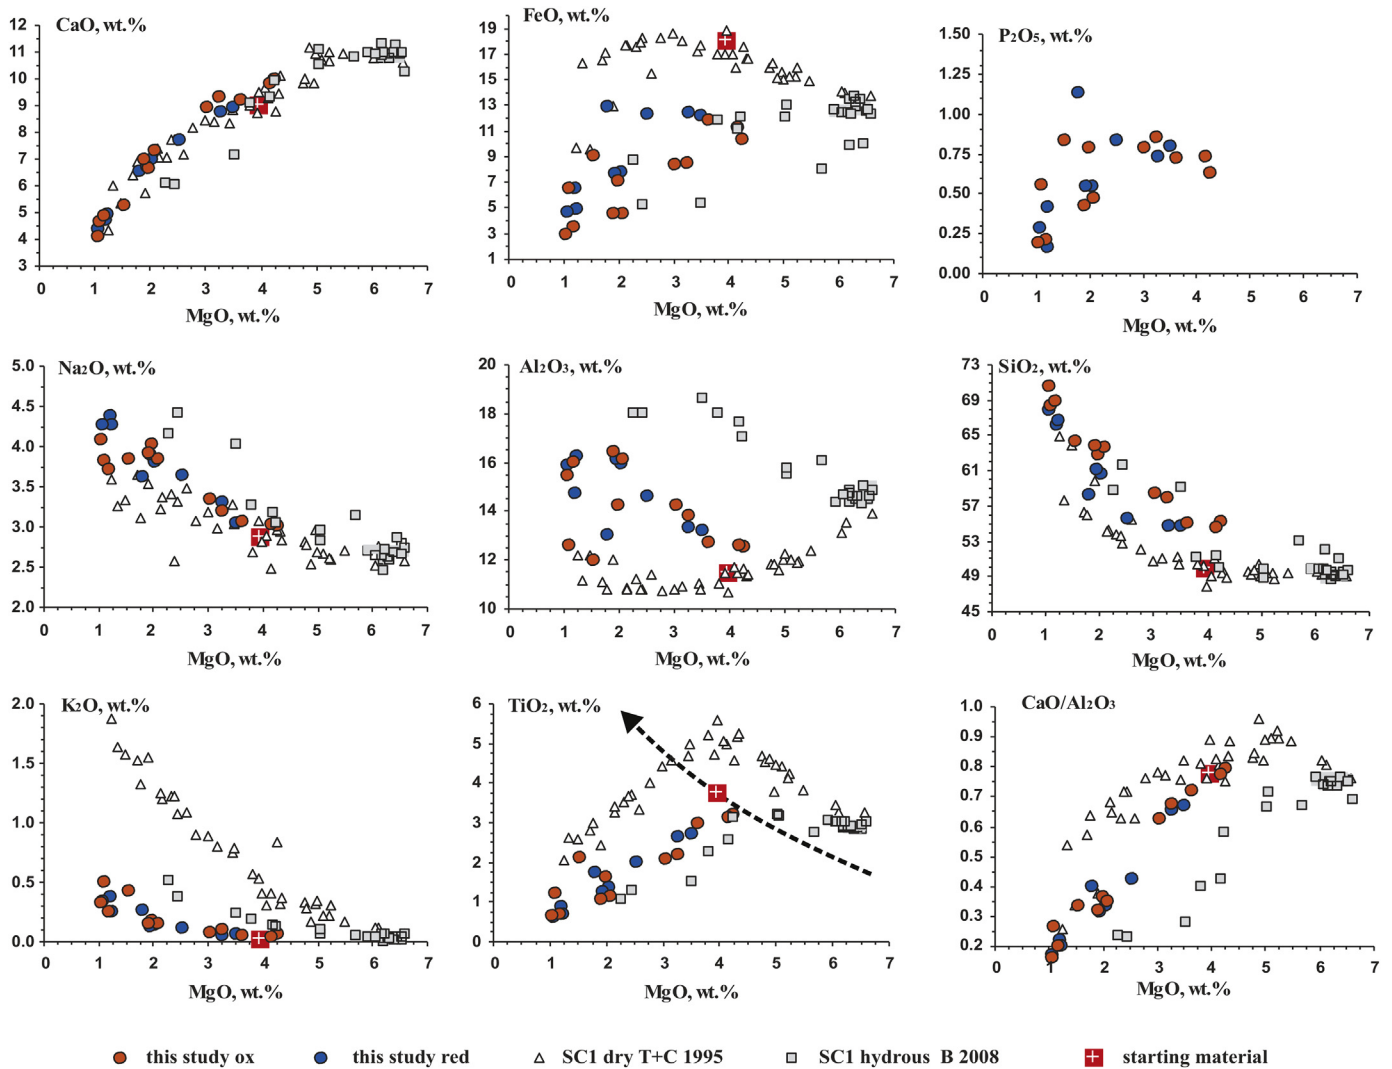 CaO, wt.%
12
11
10
9
8
7
6
5
4
3
0 1 2 3 4 5 6 7
MgO, wt.%
FeO, wt.%
19
17
15
13
11
9
7
5
3
1
0 1 2 3 4 5 6 7
MgO, wt.%
P2O5, wt.%
1.50
1.25
1.00
0.75
0.50
0.25
0.00
0 1 2 3 4 5 6 7
MgO, wt.%
Na2O, wt.%
5.0
4.5
4.0
3.5
3.0
2.5
2.0
0 1 2 3 4 5 6 7
MgO, wt.%
Al2O3, wt.%
20
18
16
14
12
10
0 1 2 3 4 5 6 7
MgO, wt.%
SiO2, wt.%
73
69
65
61
57
53
49
45
0 1 2 3 4 5 6 7
MgO, wt.%
K2O, wt.%
2.0
1.5
1.0
0.5
0.0
0 1 2 3 4 5 6 7
MgO, wt.%
TiO2, wt.%
6
5
4
3
2
1
0
0 1 2 3 4 5 6 7
MgO, wt.%
CaO/Al2O3
1.0
0.9
0.8
0.7
0.6
0.5
0.4
0.3
0.2
0 1 2 3 4 5 6 7
MgO, wt.%
this study ox this study red SC1 dry T+C 1995 SC1 hydrous B 2008 starting material